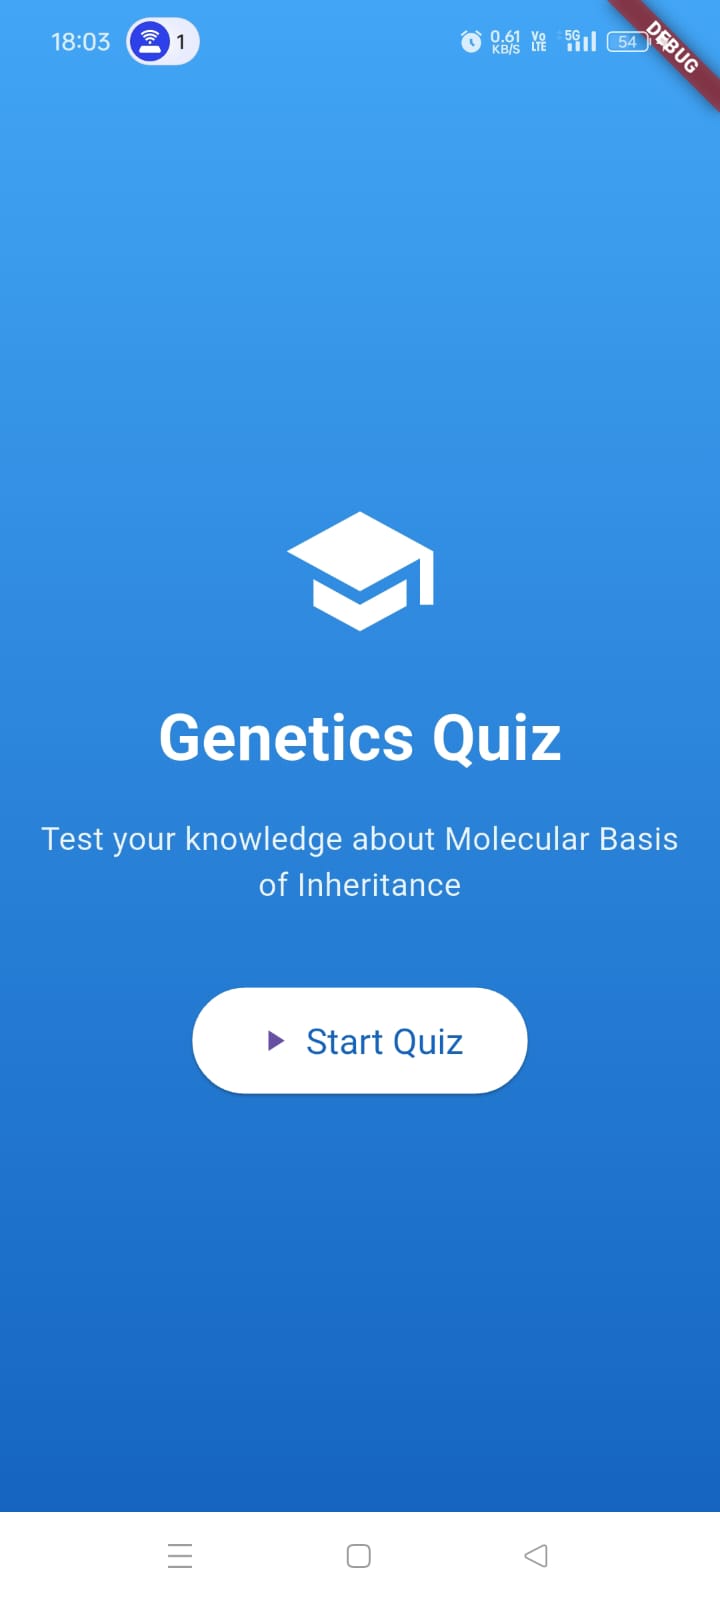 18:03 1 0.61 KB/S Vo LTE 5G 54 DEBUG
Genetics Quiz
Test your knowledge about Molecular Basis
of Inheritance
Start Quiz